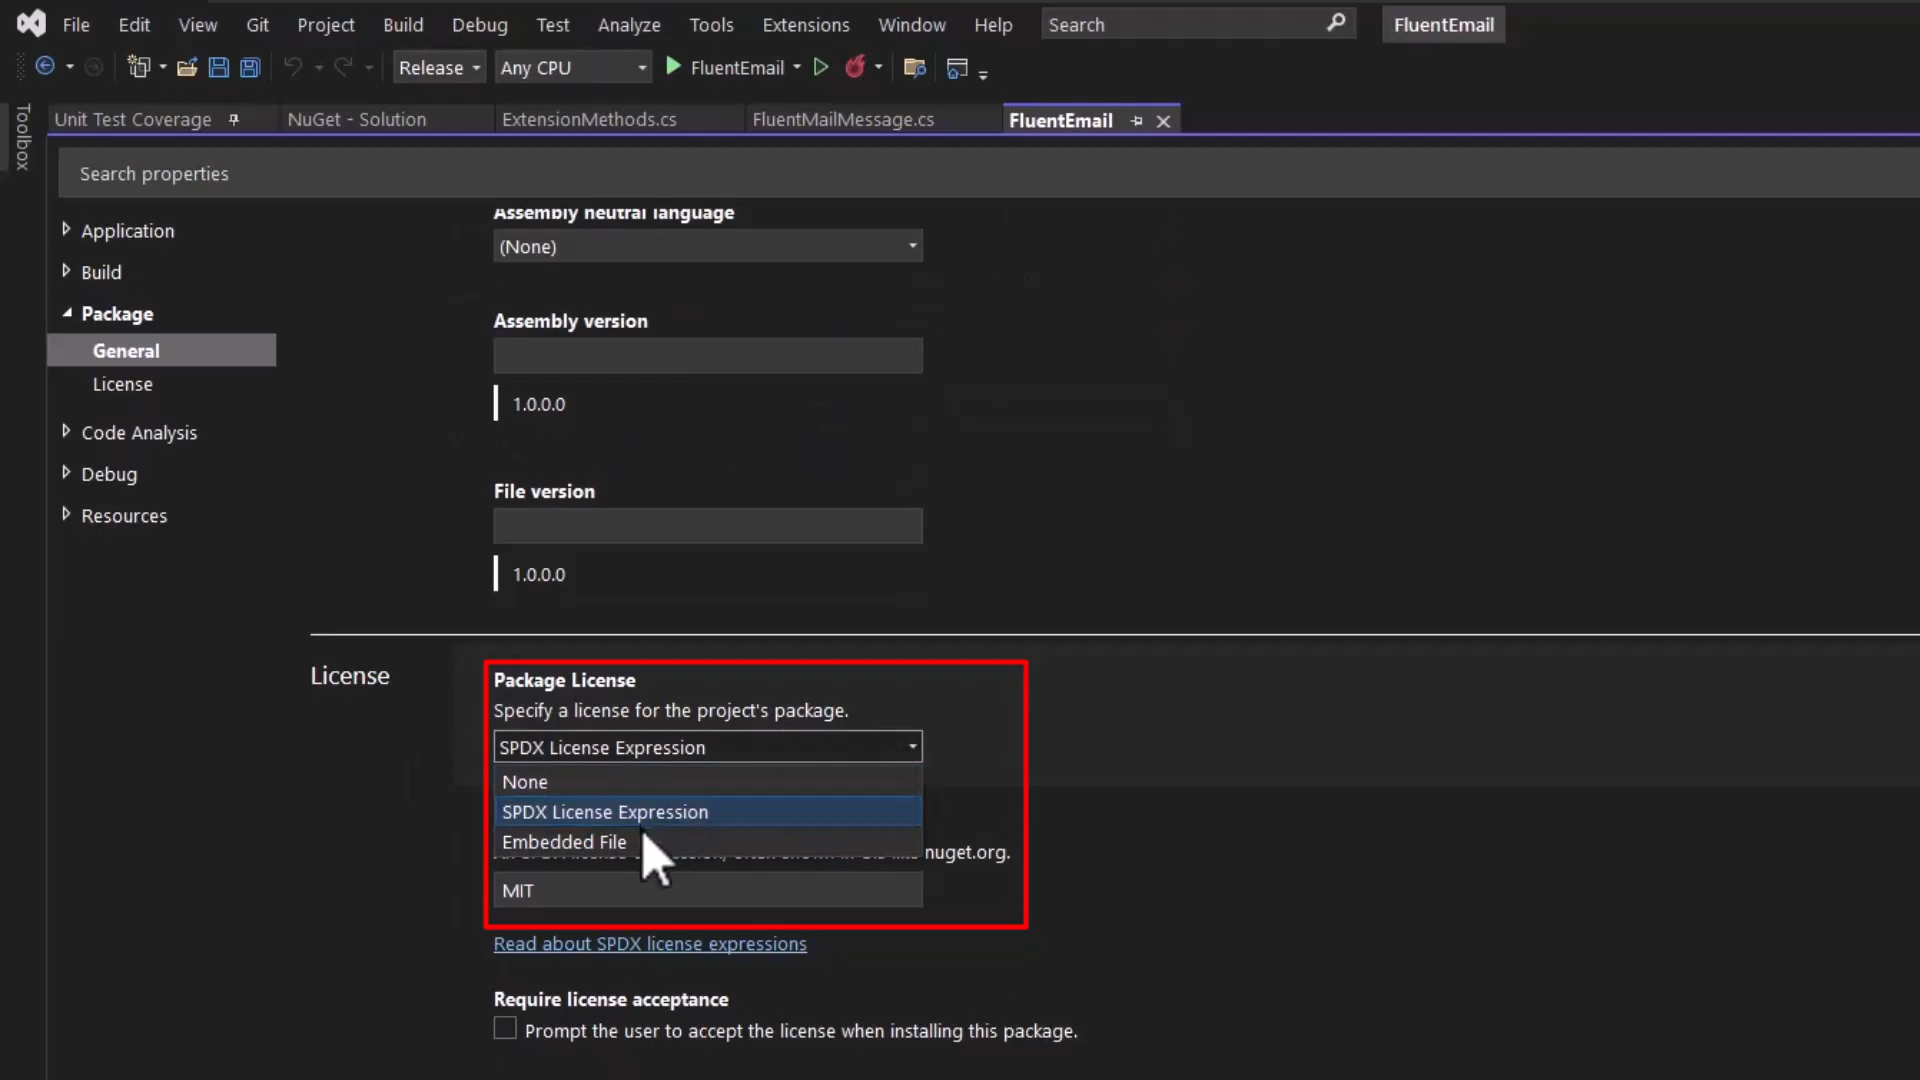 File Edit View Git Project Build Debug Test Analyze Tools Extensions Window Help Search FluentEmail
Release Any CPU FluentEmail
Toolbox
Unit Test Coverage NuGet - Solution ExtensionMethods.cs FluentMailMessage.cs FluentEmail
Search properties
Application
Build
Package
General
License
Code Analysis
Debug
Resources
Assembly neutral language
(None)
Assembly version
1.0.0.0
File version
1.0.0.0
License
Package License
Specify a license for the project's package.
SPDX License Expression
None
SPDX License Expression
Embedded File
nuget.org.
MIT
Read about SPDX license expressions
Require license acceptance
Prompt the user to accept the license when installing this package.